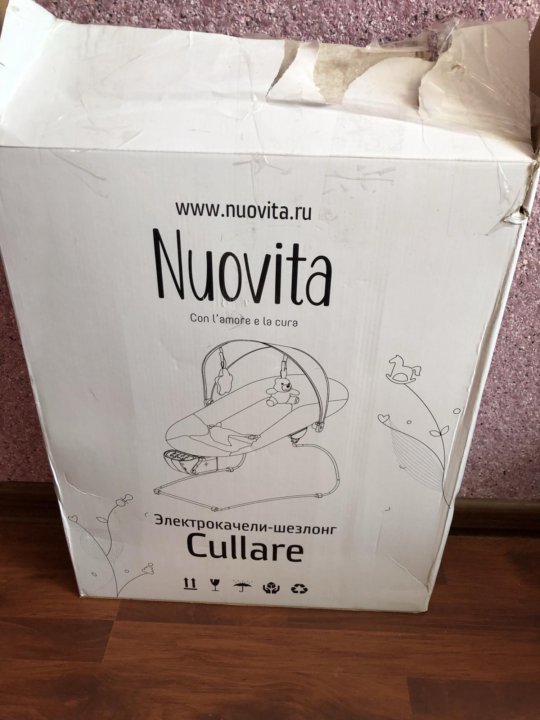 www.nuovita.ru
Nuovita
Con l'amore e la cura
Электрокачели-шезлонг
Cullare